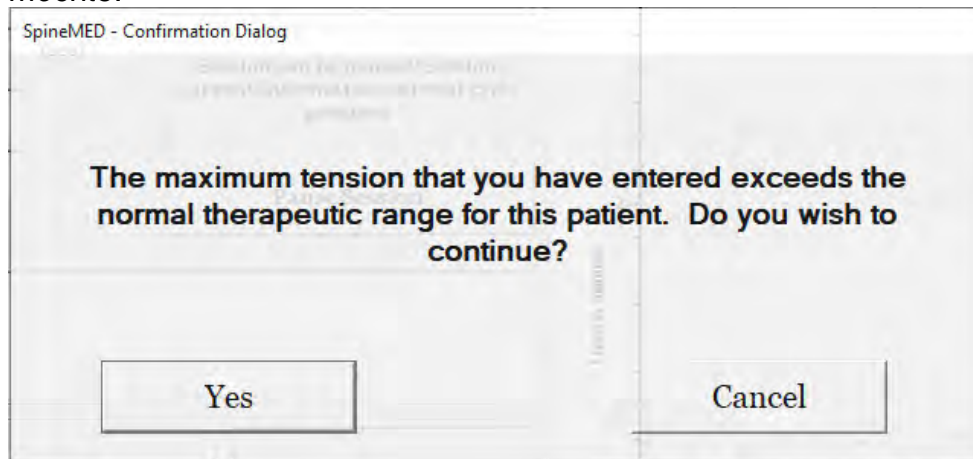 SpineMED - Confirmation Dialog
The maximum tension that you have entered exceeds the
normal therapeutic range for this patient. Do you wish to
continue?
Yes
Cancel